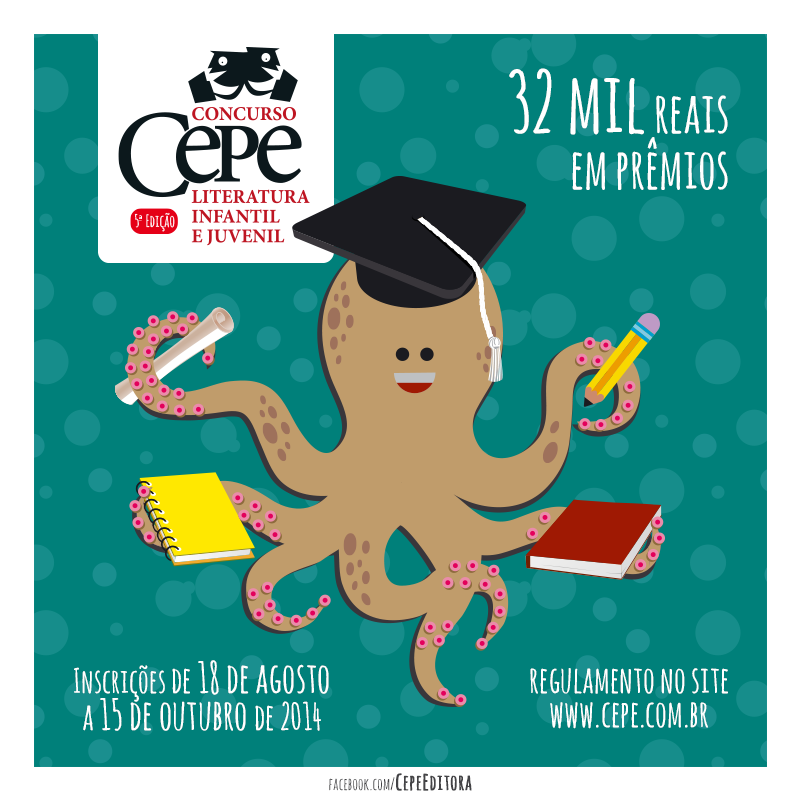 CONCURSO
CEPE
LITERATURA
5ª EDIÇÃO
INFANTIL
E JUVENIL
32 MIL REAIS
EM PRÊMIOS
INSCRIÇÕES DE 18 DE AGOSTO
A 15 DE OUTUBRO DE 2014
REGULAMENTO NO SITE
WWW.CEPE.COM.BR
FACEBOOK.COM/CEPEEDITORA